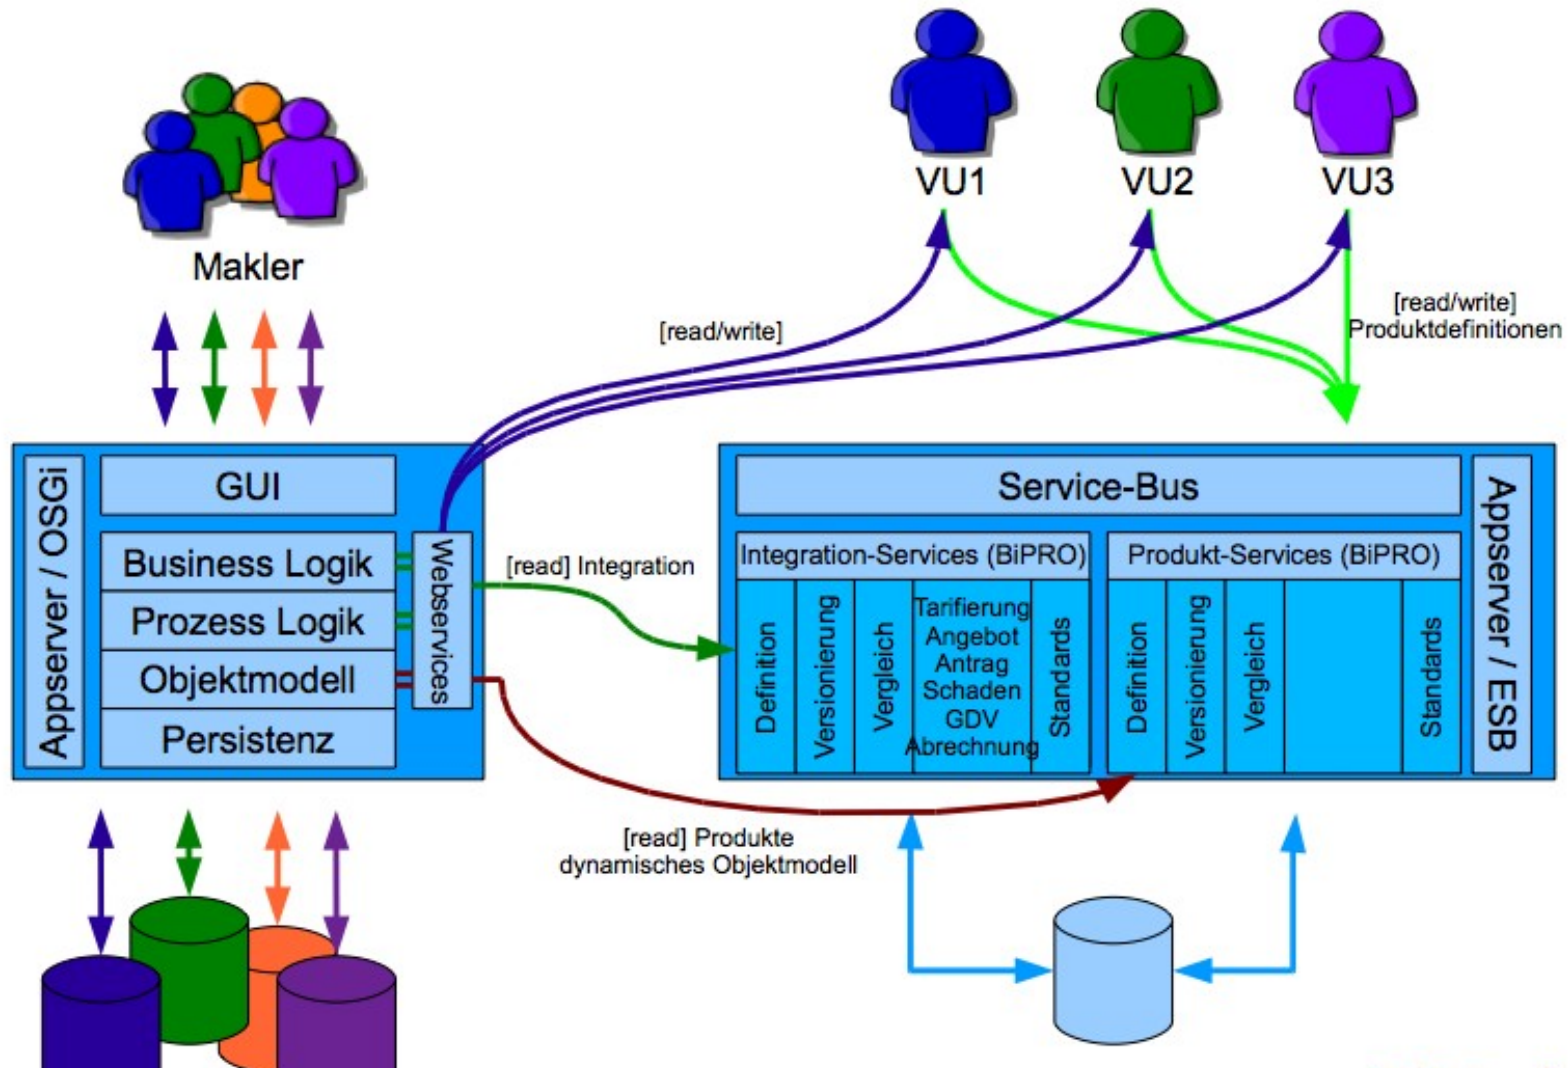 VU1
VU2
VU3
Makler
[read/write]
[read/write]
Produktdefinitionen
Appserver / OSGi
GUI
Business Logik
Prozess Logik
Objektmodell
Persistenz
Webservices
[read] Integration
[read] Produkte
dynamisches Objektmodell
Service-Bus
Integration-Services (BiPRO)
Definition
Versionierung
Vergleich
Tarifierung
Angebot
Antrag
Schaden
GDV
Abrechnung
Standards
Produkt-Services (BiPRO)
Definition
Versionierung
Vergleich
Standards
Appserver / ESB